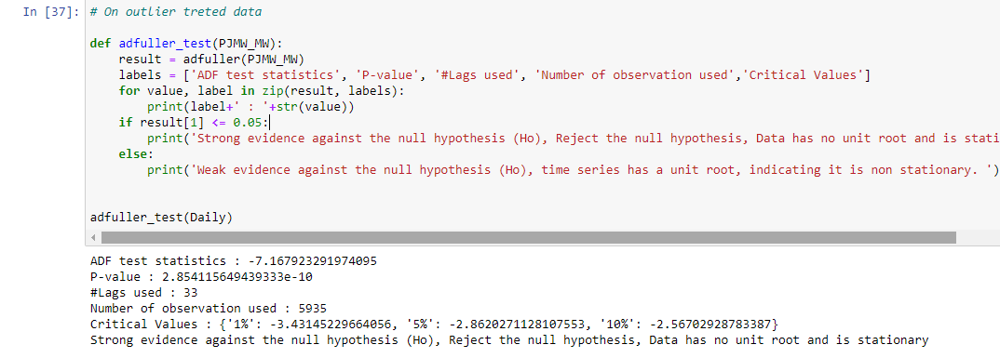 In [37]: # On outlier treted data
def adfuller_test(PJMW_MW):
    result = adfuller(PJMW_MW)
    labels = ['ADF test statistics', 'P-value', '#Lags used', 'Number of observation used','Critical Values']
    for value, label in zip(result, labels):
        print(label+' : '+str(value))
    if result[1] <= 0.05:
        print('Strong evidence against the null hypothesis (Ho), Reject the null hypothesis, Data has no unit root and is stati
    else:
        print('Weak evidence against the null hypothesis (Ho), time series has a unit root, indicating it is non stationary. ')
adfuller_test(Daily)
ADF test statistics : -7.167923291974095
P-value : 2.854115649439333e-10
#Lags used : 33
Number of observation used : 5935
Critical Values : {'1%': -3.43145229664056, '5%': -2.8620271128107553, '10%': -2.56702928783387}
Strong evidence against the null hypothesis (Ho), Reject the null hypothesis, Data has no unit root and is stationary